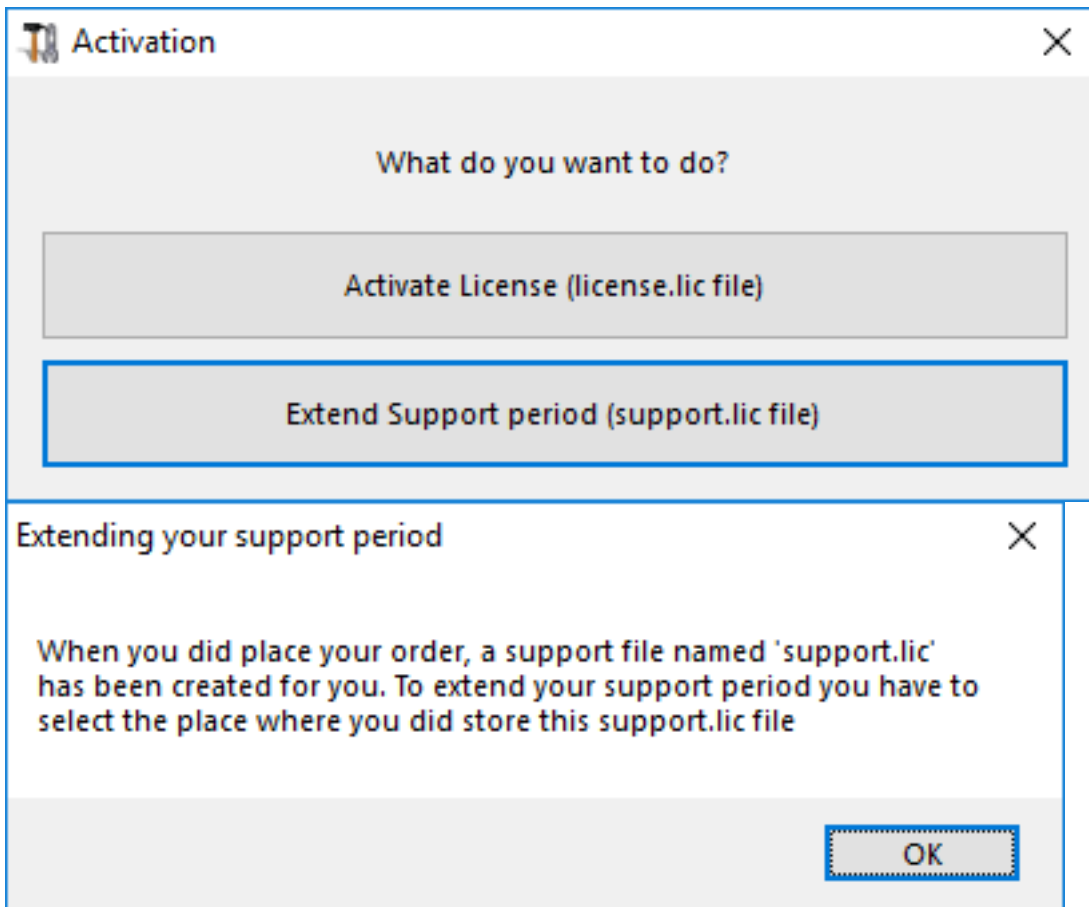 Activation
What do you want to do?
Activate License (license.lic file)
Extend Support period (support.lic file)
Extending your support period
When you did place your order, a support file named 'support.lic'
has been created for you. To extend your support period you have to
select the place where you did store this support.lic file
OK